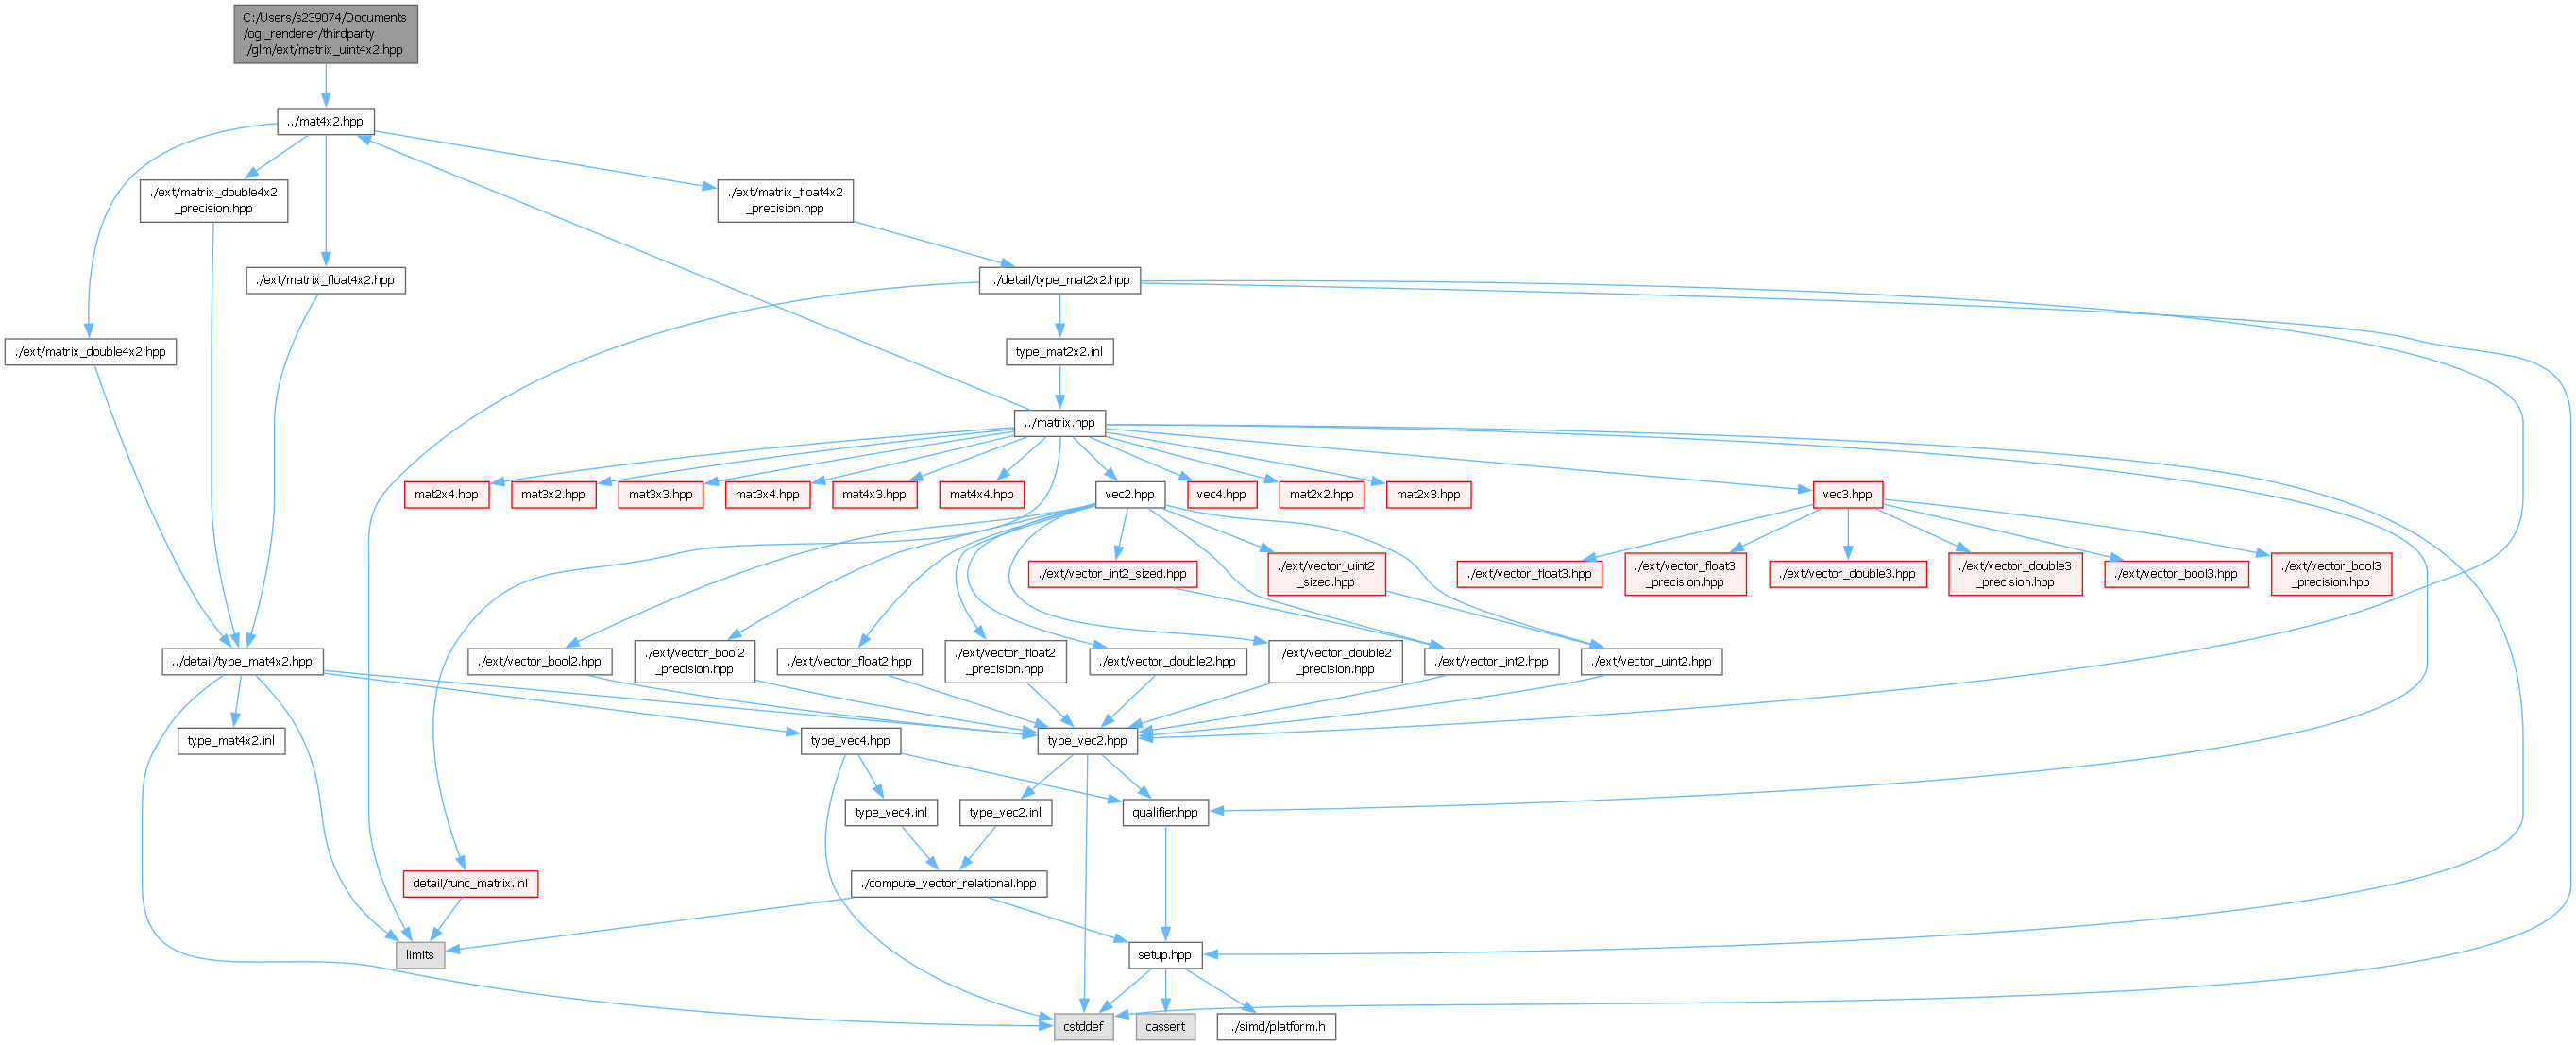 C:/Users/s239074/Documents
/ogl_renderer/thirdparty
/glm/ext/matrix_uint4x2.hpp
../mat4x2.hpp
./ext/matrix_double4x2
_precision.hpp
./ext/matrix_float4x2
_precision.hpp
./ext/matrix_float4x2.hpp
../detail/type_mat2x2.hpp
./ext/matrix_double4x2.hpp
type_mat2x2.inl
../matrix.hpp
mat2x4.hpp
mat3x2.hpp
mat3x3.hpp
mat3x4.hpp
mat4x3.hpp
mat4x4.hpp
vec2.hpp
vec4.hpp
mat2x2.hpp
mat2x3.hpp
vec3.hpp
./ext/vector_int2_sized.hpp
./ext/vector_uint2
_sized.hpp
./ext/vector_float3.hpp
./ext/vector_float3
_precision.hpp
./ext/vector_double3.hpp
./ext/vector_double3
_precision.hpp
./ext/vector_bool3.hpp
./ext/vector_bool3
_precision.hpp
../detail/type_mat4x2.hpp
./ext/vector_bool2.hpp
./ext/vector_bool2
_precision.hpp
./ext/vector_float2.hpp
./ext/vector_float2
_precision.hpp
./ext/vector_double2.hpp
./ext/vector_double2
_precision.hpp
./ext/vector_int2.hpp
./ext/vector_uint2.hpp
type_mat4x2.inl
type_vec4.hpp
type_vec2.hpp
type_vec4.inl
type_vec2.inl
qualifier.hpp
detail/func_matrix.inl
./compute_vector_relational.hpp
limits
setup.hpp
cstddef
cassert
../simd/platform.h